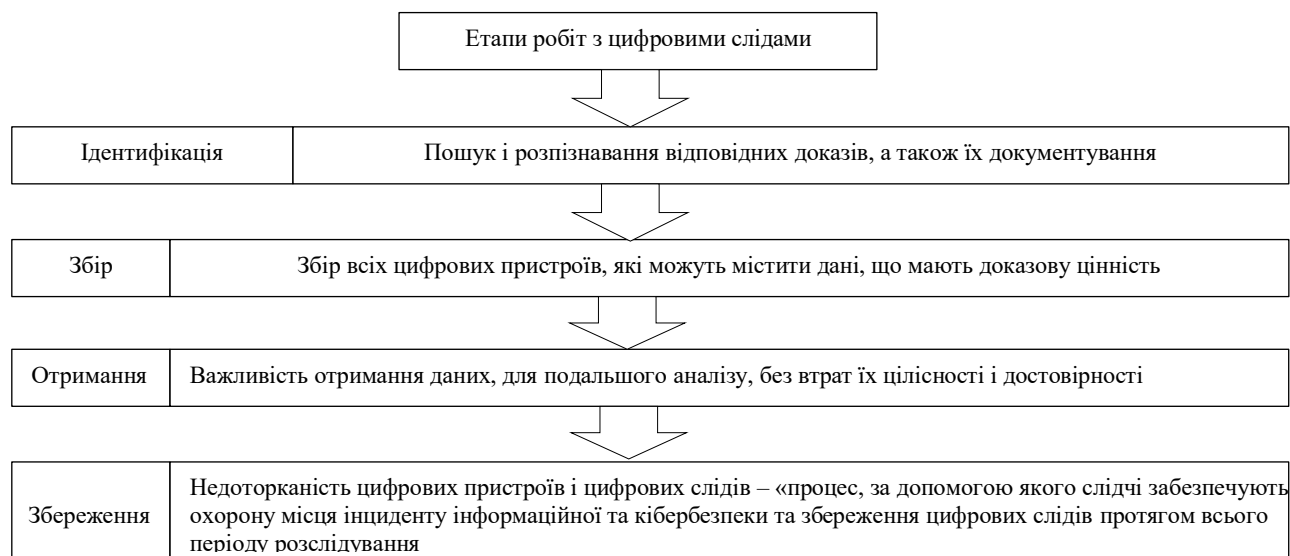 Етапи робіт з цифровими слідами
Ідентифікація
Пошук і розпізнавання відповідних доказів, а також їх документування
Збір
Збір всіх цифрових пристроїв, які можуть містити дані, що мають доказову цінність
Отримання
Важливість отримання даних, для подальшого аналізу, без втрат їх цілісності і достовірності
Збереження
Недоторканість цифрових пристроїв і цифрових слідів – «процес, за допомогою якого слідчі забезпечують
охорону місця інциденту інформаційної та кібербезпеки та збереження цифрових слідів протягом всього
періоду розслідування